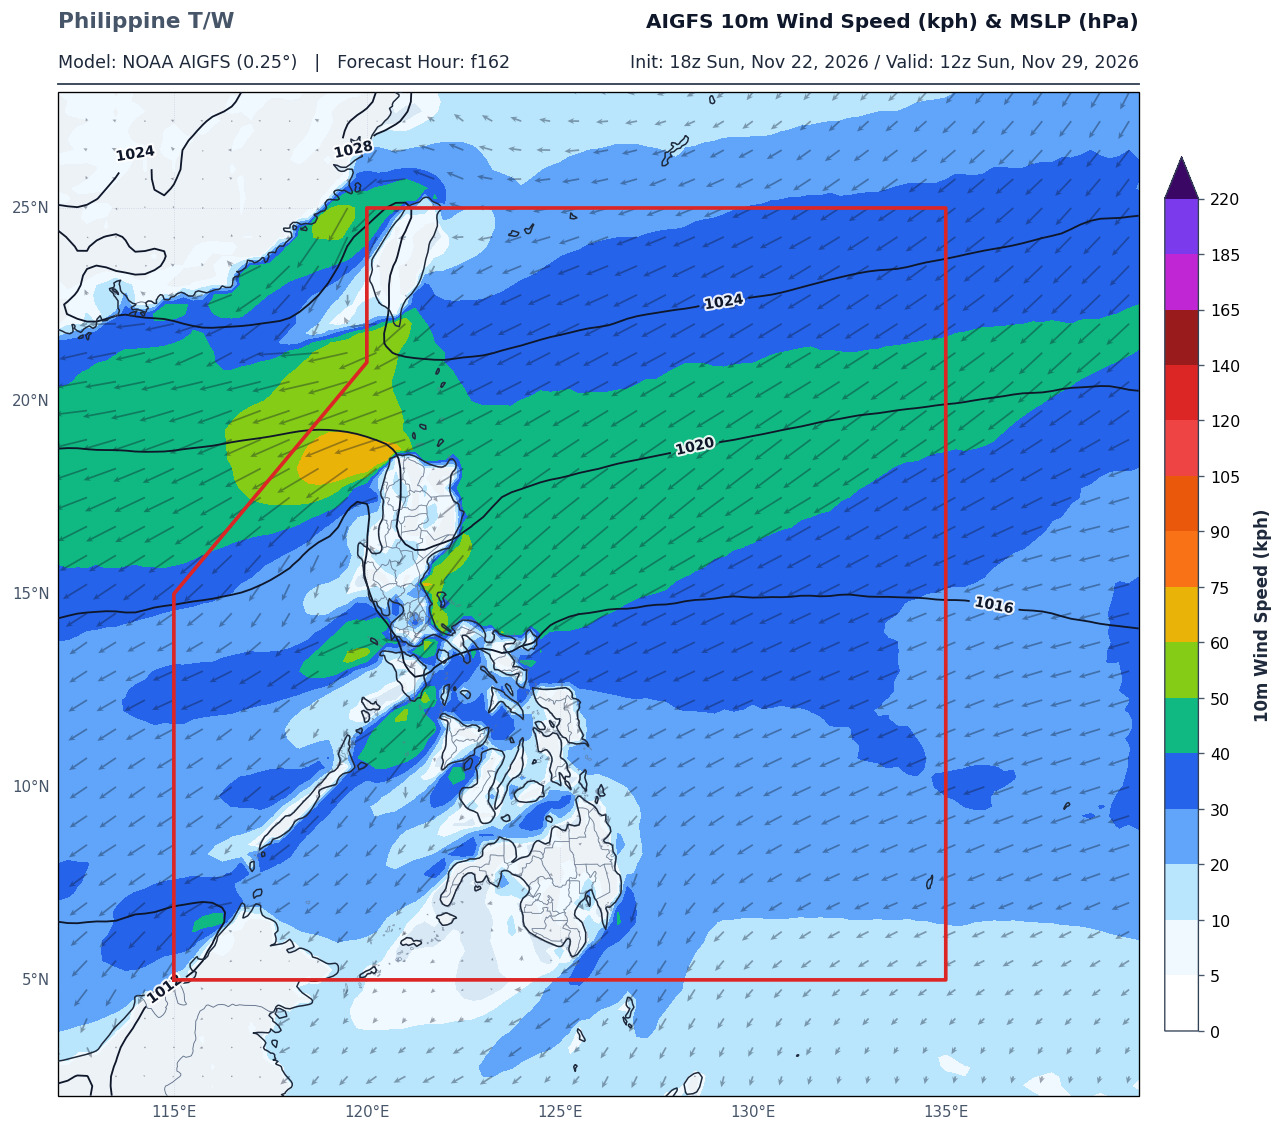 Philippine T/W
AIGFS 10m Wind Speed (kph) & MSLP (hPa)
Model: NOAA AIGFS (0.25°) | Forecast Hour: f162
Init: 18z Sun, Nov 22, 2026 / Valid: 12z Sun, Nov 29, 2026
1024
1028
25°N
1024
20°N
1020
15°N
1016
10°N
5°N
1012
115°E
120°E
125°E
130°E
135°E
220
185
165
140
120
105
90
75
60
50
40
30
20
10
5
0
10m Wind Speed (kph)